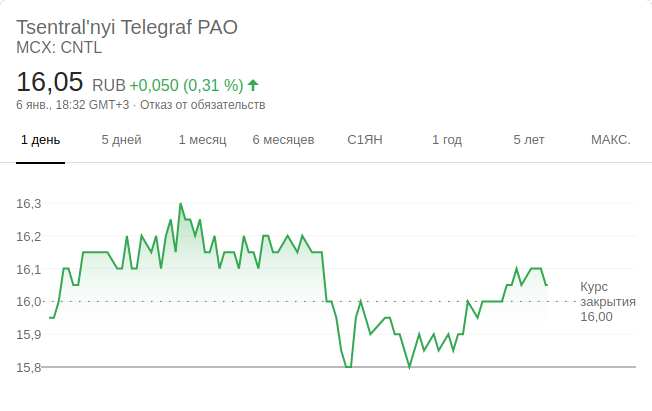 Tsentral'nyi Telegraf PAO
MCX: CNTL
16,05 RUB +0,050 (0,31 %)
6 янв., 18:32 GMT+3 · Отказ от обязательств
1 день 5 дней 1 месяц 6 месяцев С1ЯН 1 год 5 лет МАКС.
16,3
16,2
16,1
16,0
15,9
15,8
Курс
закрытия
16,00